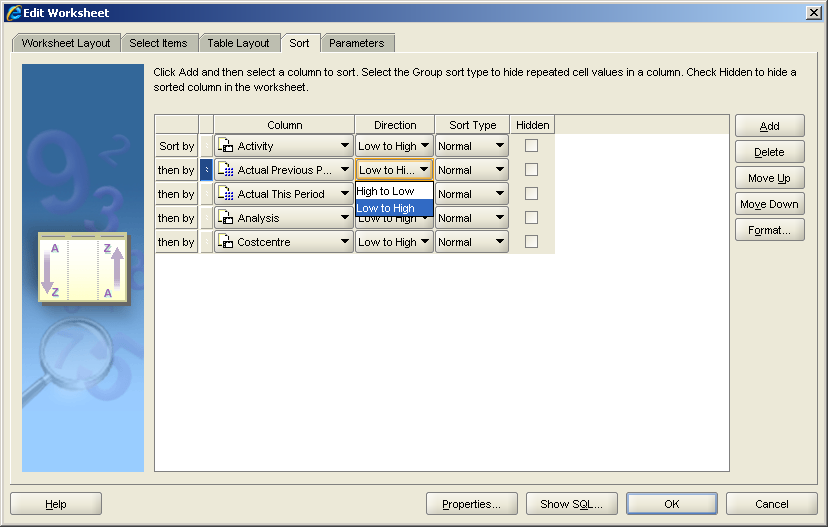 Edit Worksheet
Worksheet Layout Select Items Table Layout Sort Parameters
Click Add and then select a column to sort. Select the Group sort type to hide repeated cell values in a column. Check Hidden to hide a
sorted column in the worksheet.
Column Direction Sort Type Hidden
Sort by Activity Low to High Normal
then by Actual Previous P... Low to Hi... Normal
then by Actual This Period High to Low Normal
Low to High
then by Analysis Low to High Normal
then by Costcentre Low to High Normal
Add
Delete
Move Up
Move Down
Format...
A Z
Z A
Help Properties... Show SQL... OK Cancel